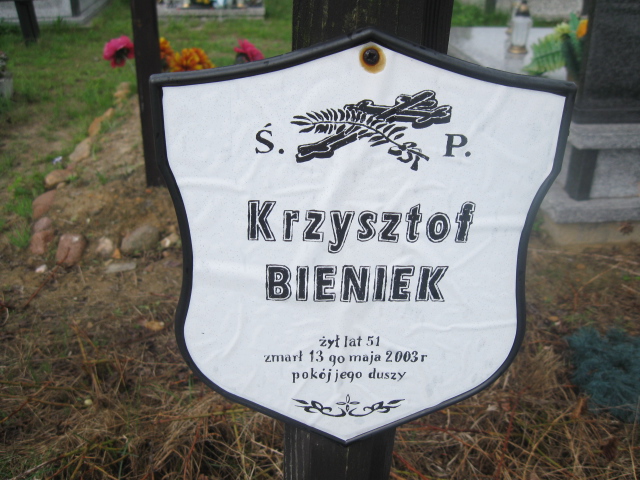 Ś. P.
Krzysztof
BIENIEK
żył lat 51
zmarł 13 go maja 2003 r
pokój jego duszy